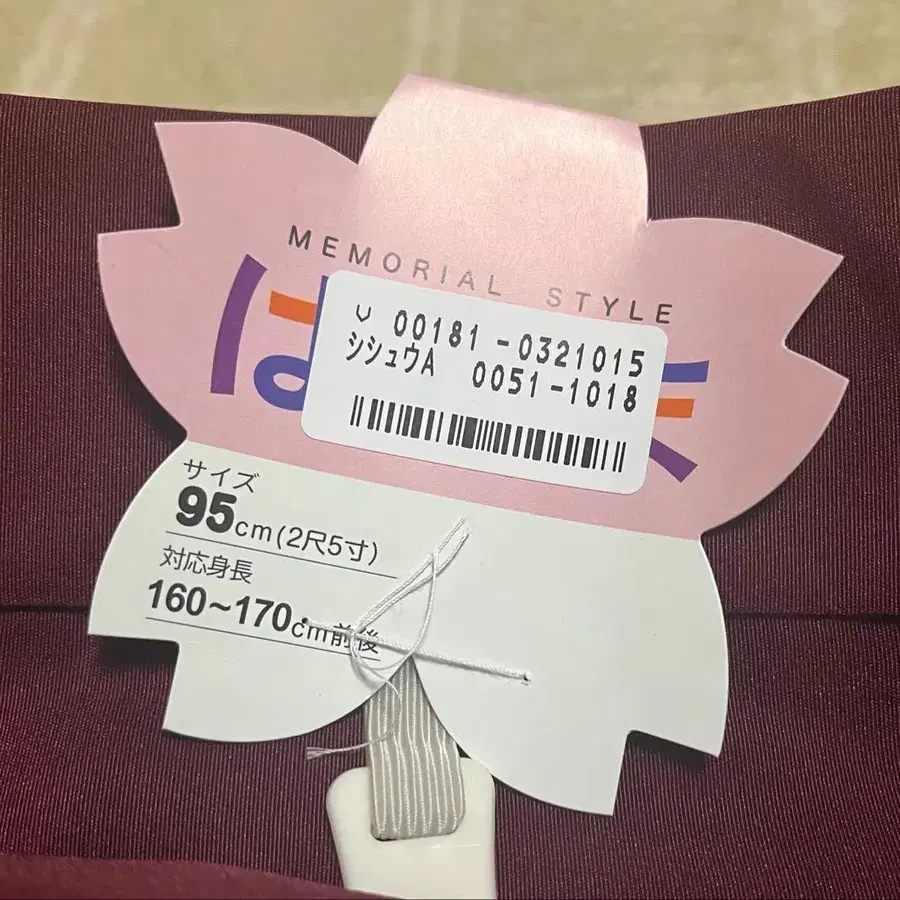 MEMORIAL STYLE
は
V 00181-0321015
シシュウA 0051-1018
サイズ
95cm(2尺5寸)
対応身長
160~170cm前後